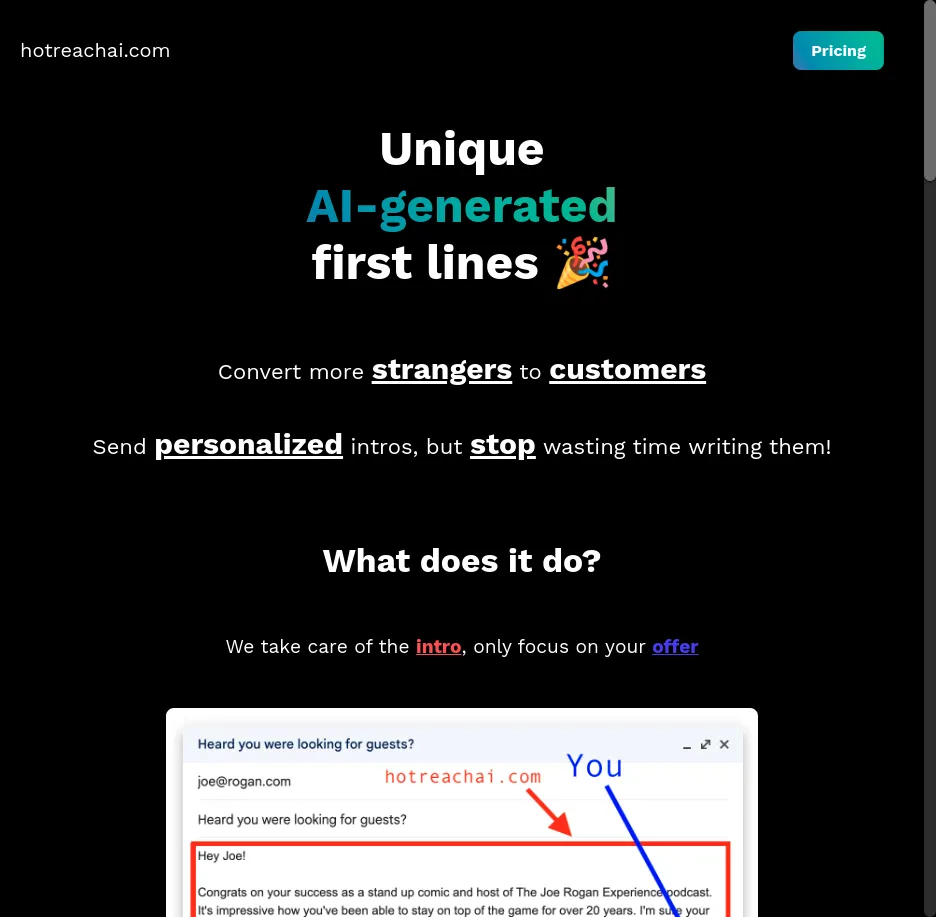 hotreachai.com
Pricing
Unique
AI-generated
first lines 🎉
Convert more strangers to customers
Send personalized intros, but stop wasting time writing them!
What does it do?
We take care of the intro, only focus on your offer
Heard you were looking for guests?
joe@rogan.com
hotreachai.com
You
Heard you were looking for guests?
Hey Joe!
Congrats on your success as a stand up comic and host of The Joe Rogan Experience podcast.
It's impressive how you've been able to stay on top of the game for over 20 years. I'm sure your